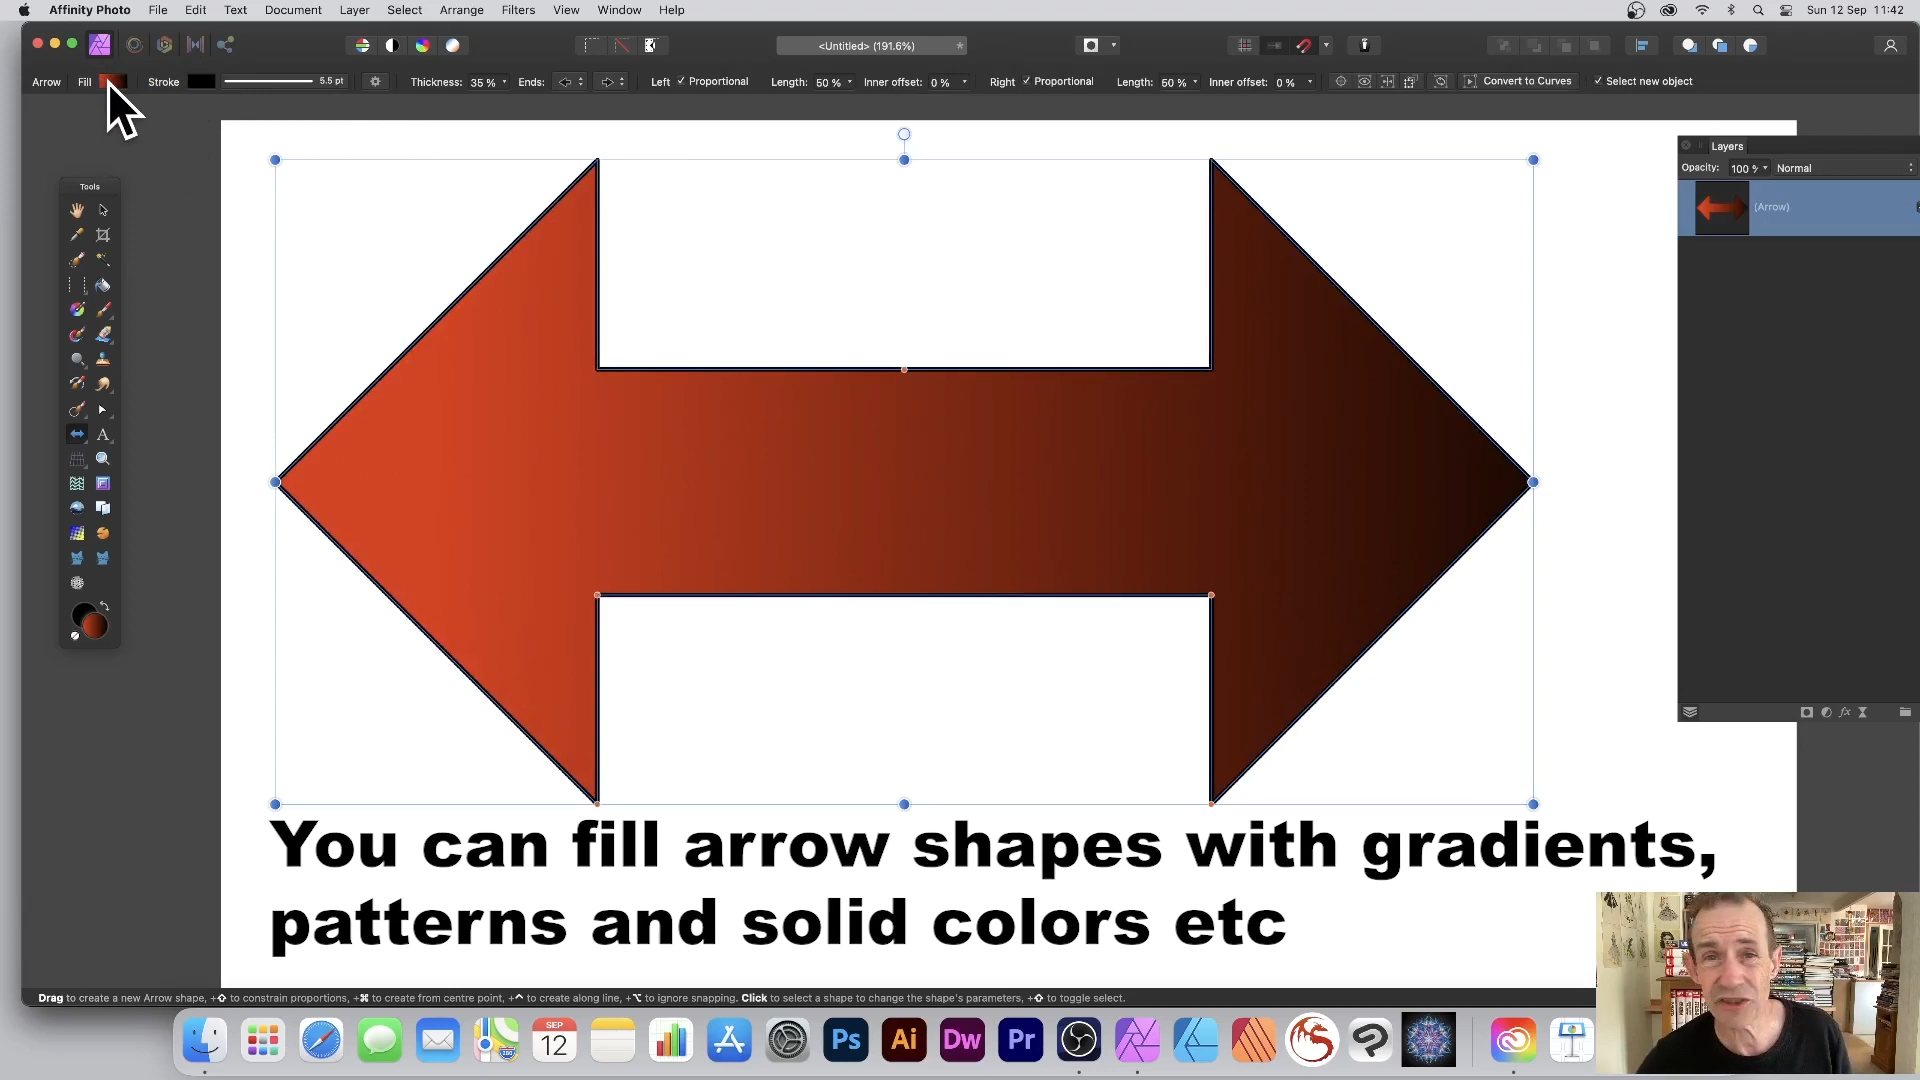 Affinity Photo File Edit Text Document Layer Select Arrange Filters View Window Help Sun 12 Sep 11:42
<Untitled> (191.6%)
Arrow Fill Stroke 5.5 pt Thickness: 35 % Ends: Left Proportional Length: 50 % Inner offset: 0 % Right Proportional Length: 50 % Inner offset: 0 % Convert to Curves Select new object
Layers
Opacity: 100 % Normal
(Arrow)
Tools
A
fx
You can fill arrow shapes with gradients,
patterns and solid colors etc
Drag to create a new Arrow shape, +⇧ to constrain proportions, +⌘ to create from centre point, +^ to create along line, +⌥ to ignore snapping. Click to select a shape to change the shape's parameters, +⇧ to toggle select.
SEP
12
280
Ps Ai Dw Pr